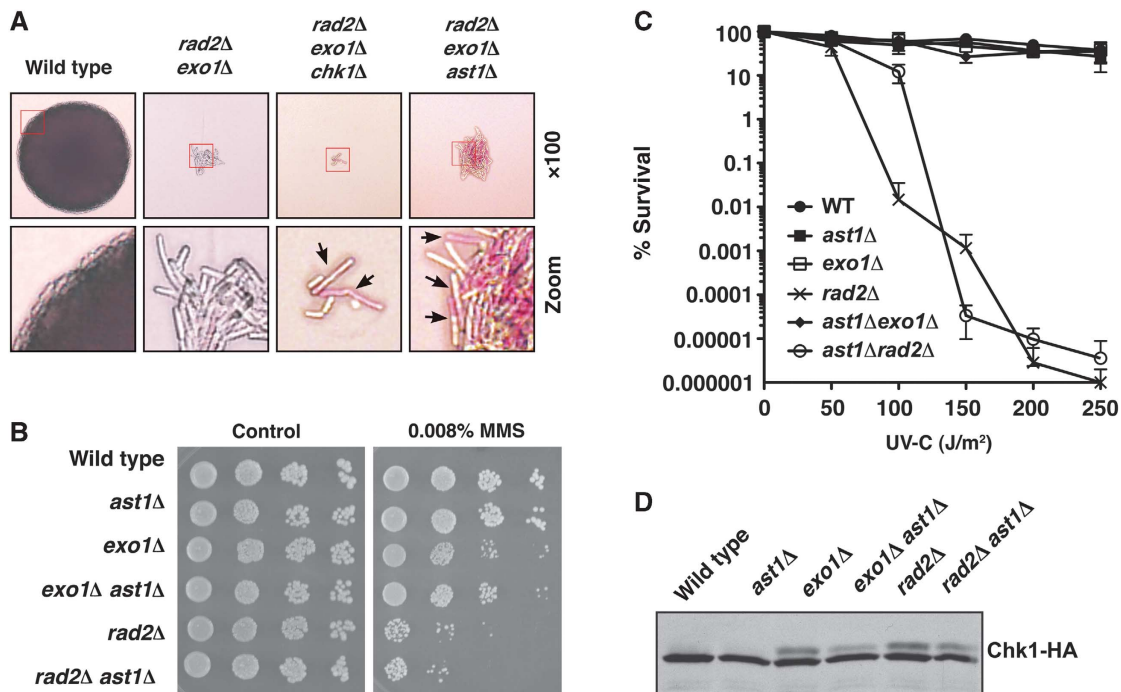 A
Wild type
rad2Δ
exo1Δ
rad2Δ
exo1Δ
chk1Δ
rad2Δ
exo1Δ
ast1Δ
×100
Zoom
B
Control
0.008% MMS
Wild type
ast1Δ
exo1Δ
exo1Δ ast1Δ
rad2Δ
rad2Δ ast1Δ
C
% Survival
100
10
1
0.1
0.01
0.001
0.0001
0.00001
0.000001
WT
ast1Δ
exo1Δ
rad2Δ
ast1Δexo1Δ
ast1Δrad2Δ
0 50 100 150 200 250
UV-C (J/m²)
D
Wild type
ast1Δ
exo1Δ
exo1Δ ast1Δ
rad2Δ
rad2Δ ast1Δ
Chk1-HA